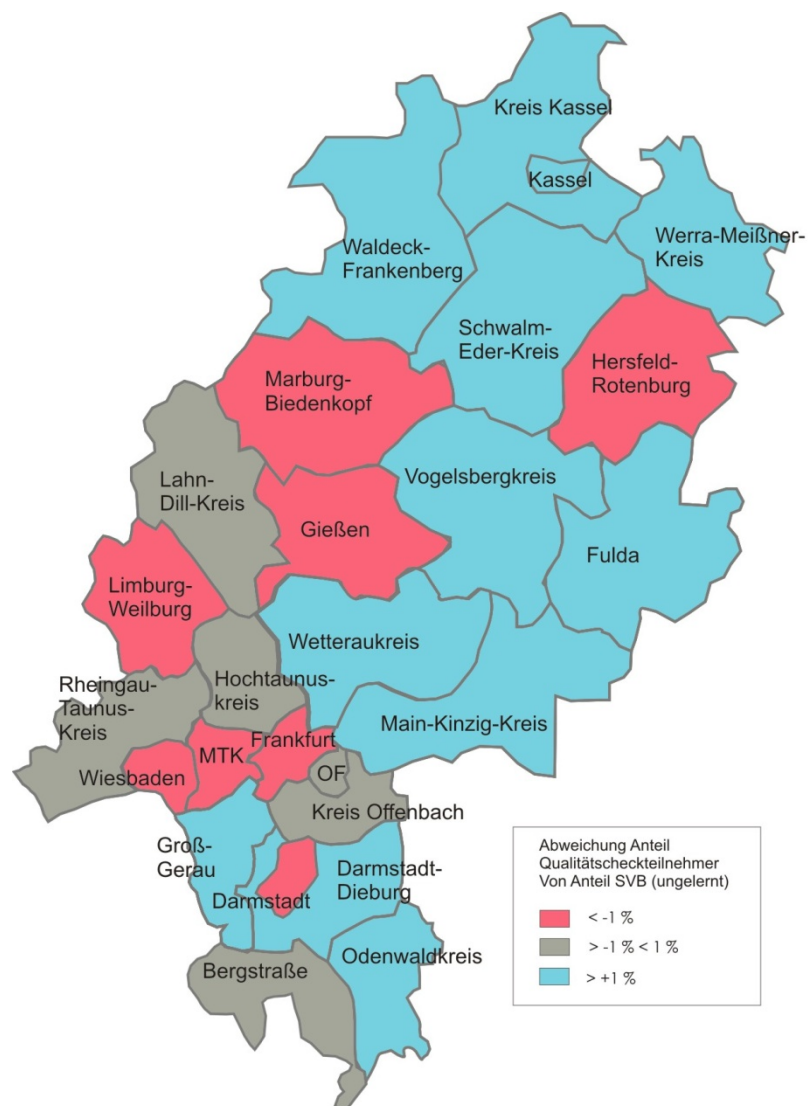 Kreis Kassel
Kassel
Werra-Meißner-
Kreis
Waldeck-
Frankenberg
Schwalm-
Eder-Kreis
Hersfeld-
Rotenburg
Marburg-
Biedenkopf
Lahn-
Dill-Kreis
Vogelsbergkreis
Gießen
Fulda
Limburg-
Weilburg
Wetteraukreis
Rheingau-
Taunus-
Kreis
Hochtaunus-
kreis
Main-Kinzig-Kreis
Frankfurt
MTK
Wiesbaden
OF
Kreis Offenbach
Groß-
Gerau
Darmstadt-
Dieburg
Darmstadt
Odenwaldkreis
Bergstraße
Abweichung Anteil
Qualitätsscheckteilnehmer
Von Anteil SVB (ungelernt)
< -1 %
> -1 % < 1 %
> +1 %